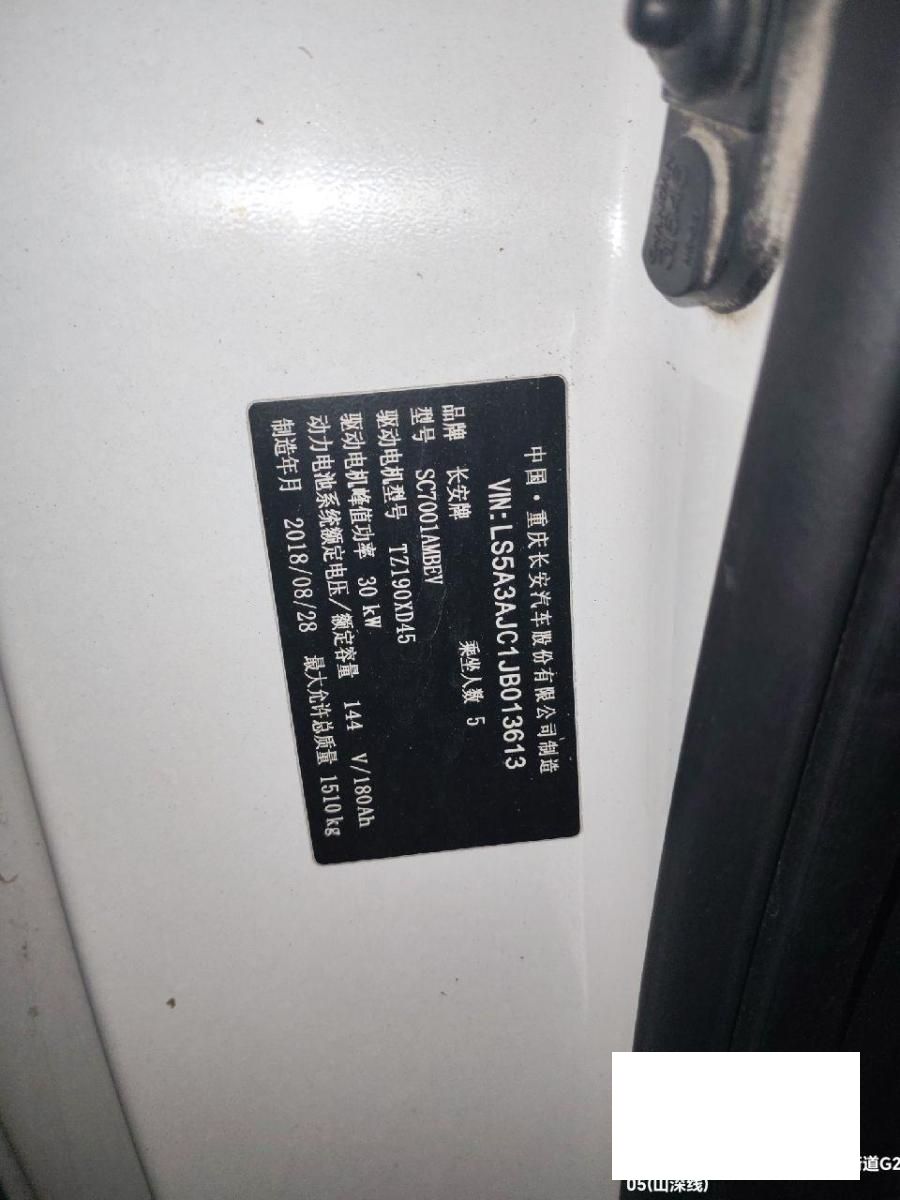 中国·重庆长安汽车股份有限公司制造
VIN:LS5A3AJC1JB013613
品牌 长安牌 乘坐人数 5
型号 SC7001AMBEV
驱动电机型号 TZ190XD45
驱动电机峰值功率 30 kW
动力电池系统额定电压/额定容量 144 V/180Ah
制造年月 2018/08/28 最大允许总质量 1510kg
道G2
05(山深线)